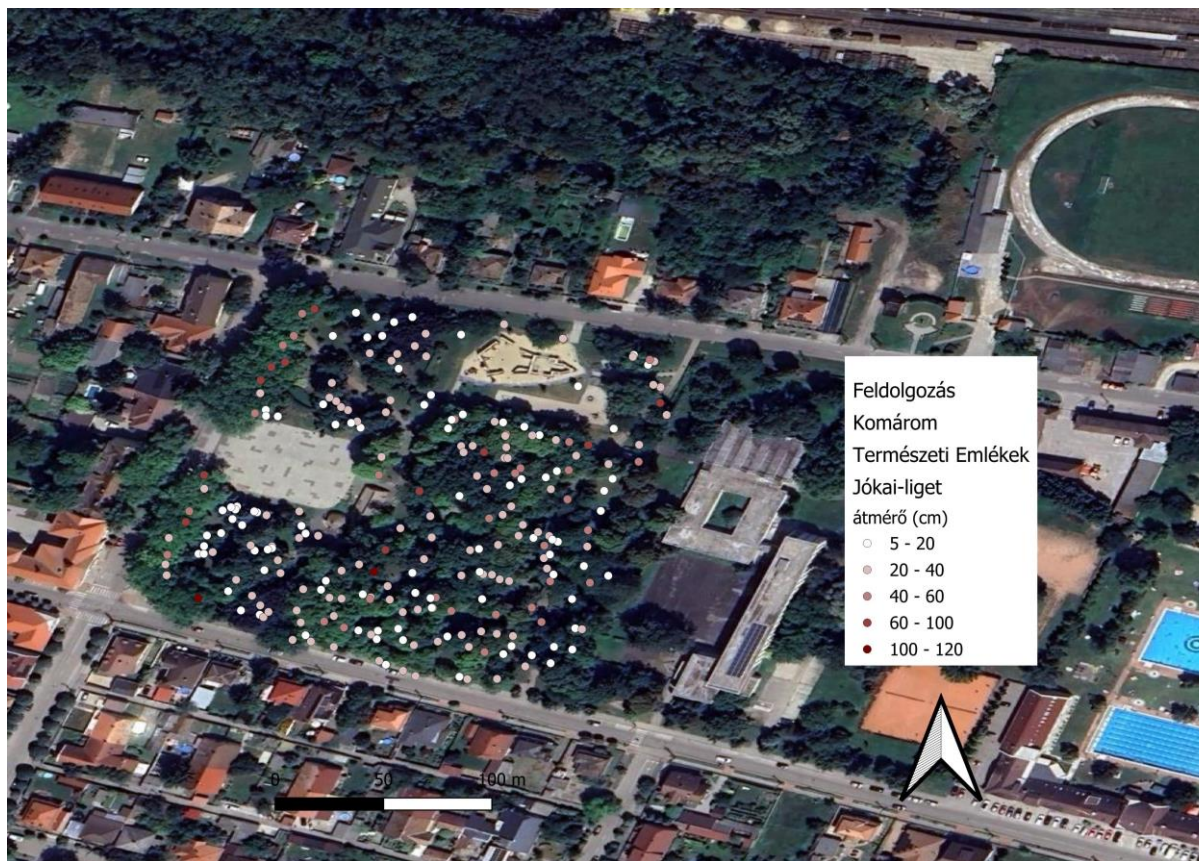 Feldolgozás
Komárom
Természeti Emlékek
Jókai-liget
átmérő (cm)
5 - 20
20 - 40
40 - 60
60 - 100
100 - 120
0 50 100 m